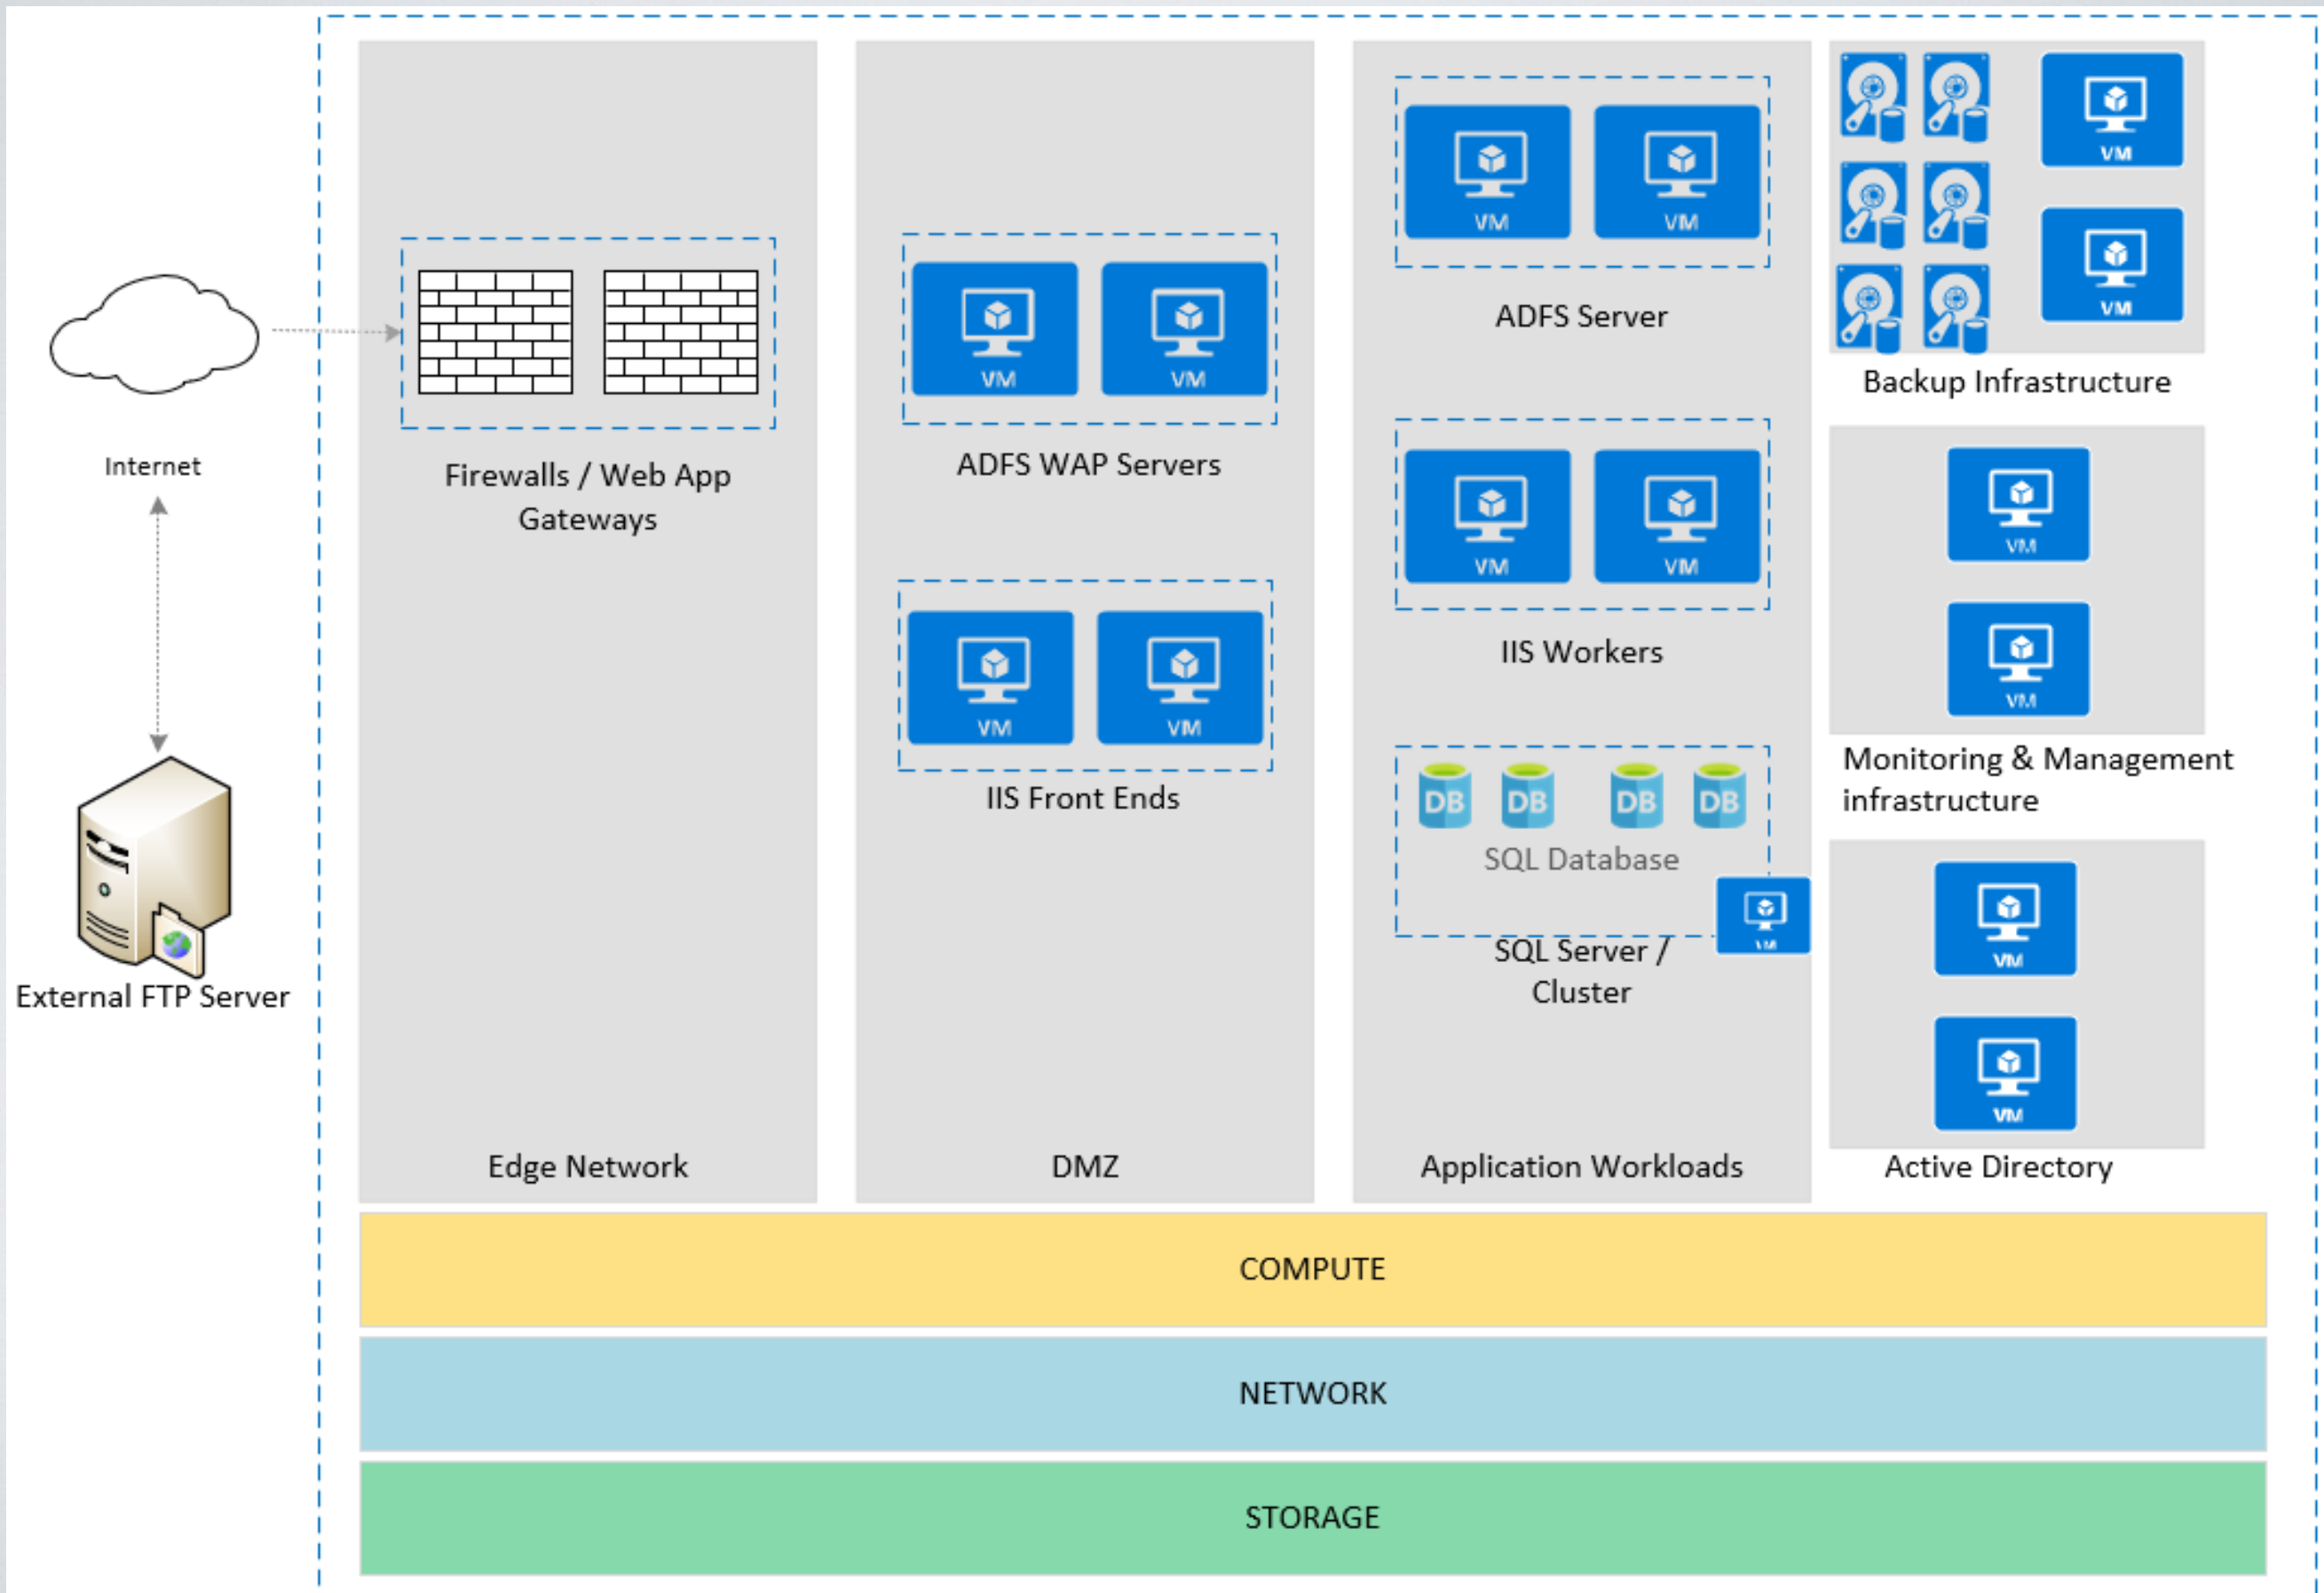 Internet
External FTP Server
Firewalls / Web App
Gateways
Edge Network
VM
VM
ADFS WAP Servers
VM
VM
IIS Front Ends
DMZ
VM
VM
ADFS Server
VM
VM
IIS Workers
DB
DB
DB
DB
SQL Database
VM
SQL Server /
Cluster
Application Workloads
VM
VM
Backup Infrastructure
VM
VM
Monitoring & Management
infrastructure
VM
VM
Active Directory
COMPUTE
NETWORK
STORAGE